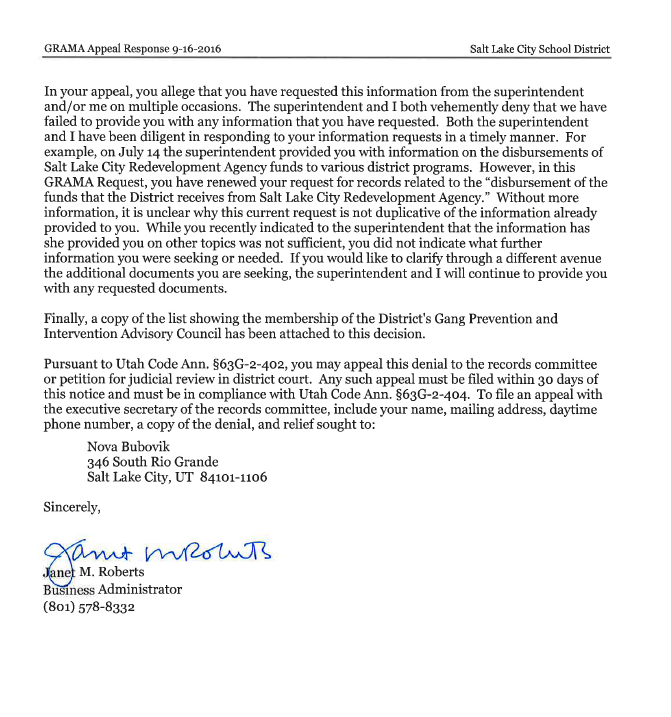 GRAMA Appeal Response 9-16-2016 Salt Lake City School District
In your appeal, you allege that you have requested this information from the superintendent
and/or me on multiple occasions.  The superintendent and I both vehemently deny that we have
failed to provide you with any information that you have requested.  Both the superintendent
and I have been diligent in responding to your information requests in a timely manner.  For
example, on July 14 the superintendent provided you with information on the disbursements of
Salt Lake City Redevelopment Agency funds to various district programs.  However, in this
GRAMA Request, you have renewed your request for records related to the “disbursement of the
funds that the District receives from Salt Lake City Redevelopment Agency.”  Without more
information, it is unclear why this current request is not duplicative of the information already
provided to you.  While you recently indicated to the superintendent that the information has
she provided you on other topics was not sufficient, you did not indicate what further
information you were seeking or needed.  If you would like to clarify through a different avenue
the additional documents you are seeking, the superintendent and I will continue to provide you
with any requested documents.
Finally, a copy of the list showing the membership of the District's Gang Prevention and
Intervention Advisory Council has been attached to this decision.
Pursuant to Utah Code Ann. §63G-2-402, you may appeal this denial to the records committee
or petition for judicial review in district court.  Any such appeal must be filed within 30 days of
this notice and must be in compliance with Utah Code Ann. §63G-2-404.  To file an appeal with
the executive secretary of the records committee, include your name, mailing address, daytime
phone number, a copy of the denial, and relief sought to:
Nova Bubovik
346 South Rio Grande
Salt Lake City, UT  84101-1106
Sincerely,
Janet M Roberts
Janet M. Roberts
Business Administrator
(801) 578-8332